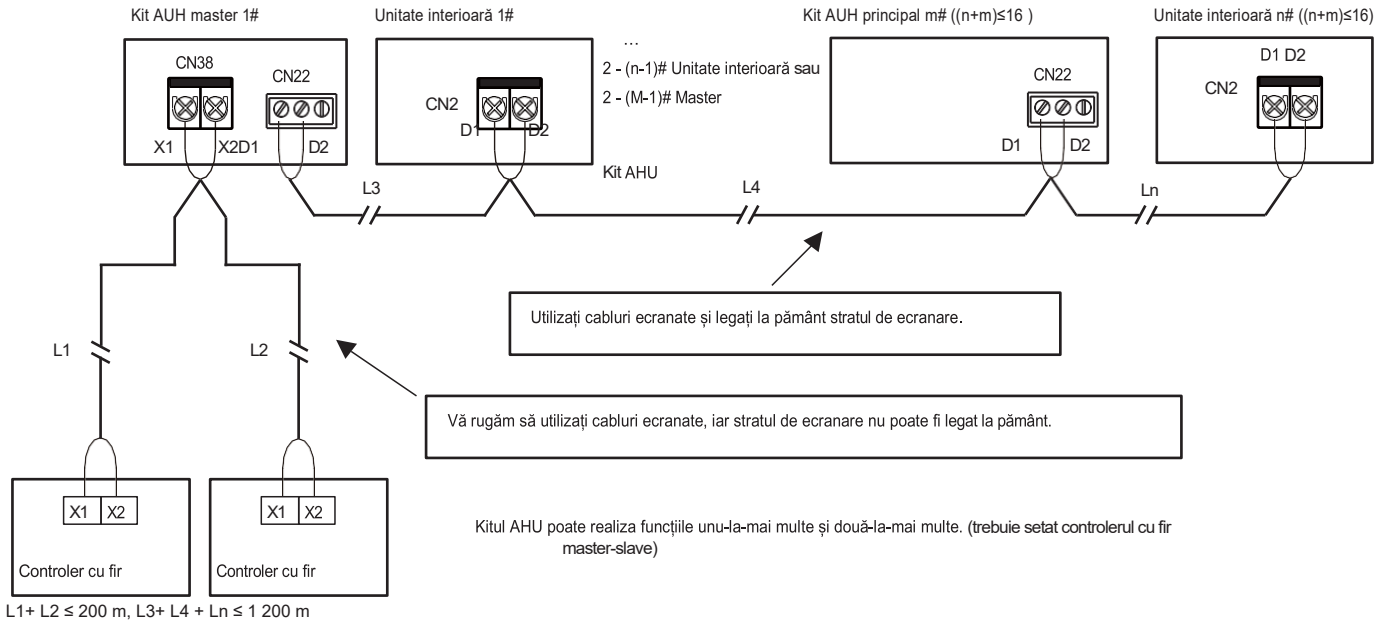 Kit AUH master 1#
Unitate interioară 1#
Kit AUH principal m# ((n+m)≤16 )
Unitate interioară n# ((n+m)≤16)
CN38
CN22
X1
X2D1
D2
CN2
D1
D2
…
2 - (n-1)# Unitate interioară sau
2 - (M-1)# Master
Kit AHU
CN22
D1
D2
D1 D2
CN2
L3
L4
Ln
Utilizați cabluri ecranate și legați la pământ stratul de ecranare.
L1
L2
Vă rugăm să utilizați cabluri ecranate, iar stratul de ecranare nu poate fi legat la pământ.
X1 X2
Controler cu fir
X1 X2
Controler cu fir
Kitul AHU poate realiza funcțiile unu-la-mai multe și două-la-mai multe. (trebuie setat controlerul cu fir
master-slave)
L1+ L2 ≤ 200 m, L3+ L4 + Ln ≤ 1 200 m